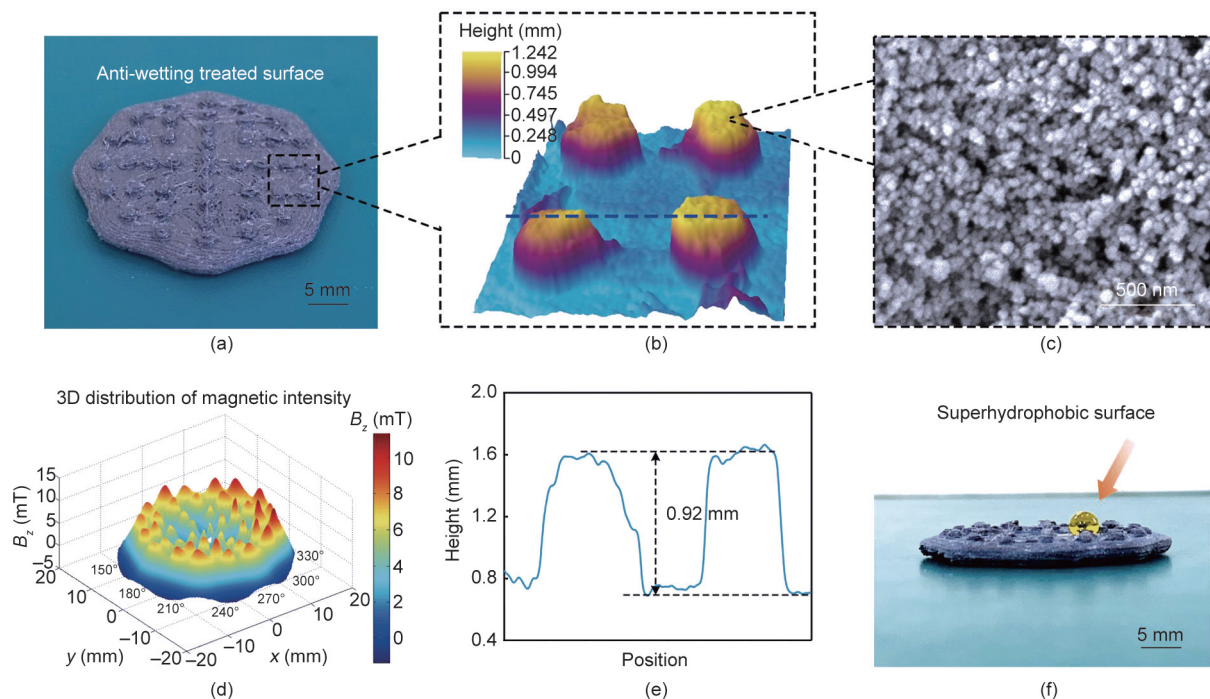 Anti-wetting treated surface
5 mm
(a)
Height (mm)
1.242
0.994
0.745
0.497
0.248
0
(b)
500 nm
(c)
3D distribution of magnetic intensity
B_z (mT)
15
10
5
0
−5
B_z (mT)
10
8
6
4
2
0
150°
180°
210°
240°
270°
300°
330°
20
10
0
−10
−20
y (mm)
−20
−10
0
10
20
x (mm)
(d)
2.0
1.6
1.2
0.8
0.4
Height (mm)
0.92 mm
Position
(e)
Superhydrophobic surface
5 mm
(f)